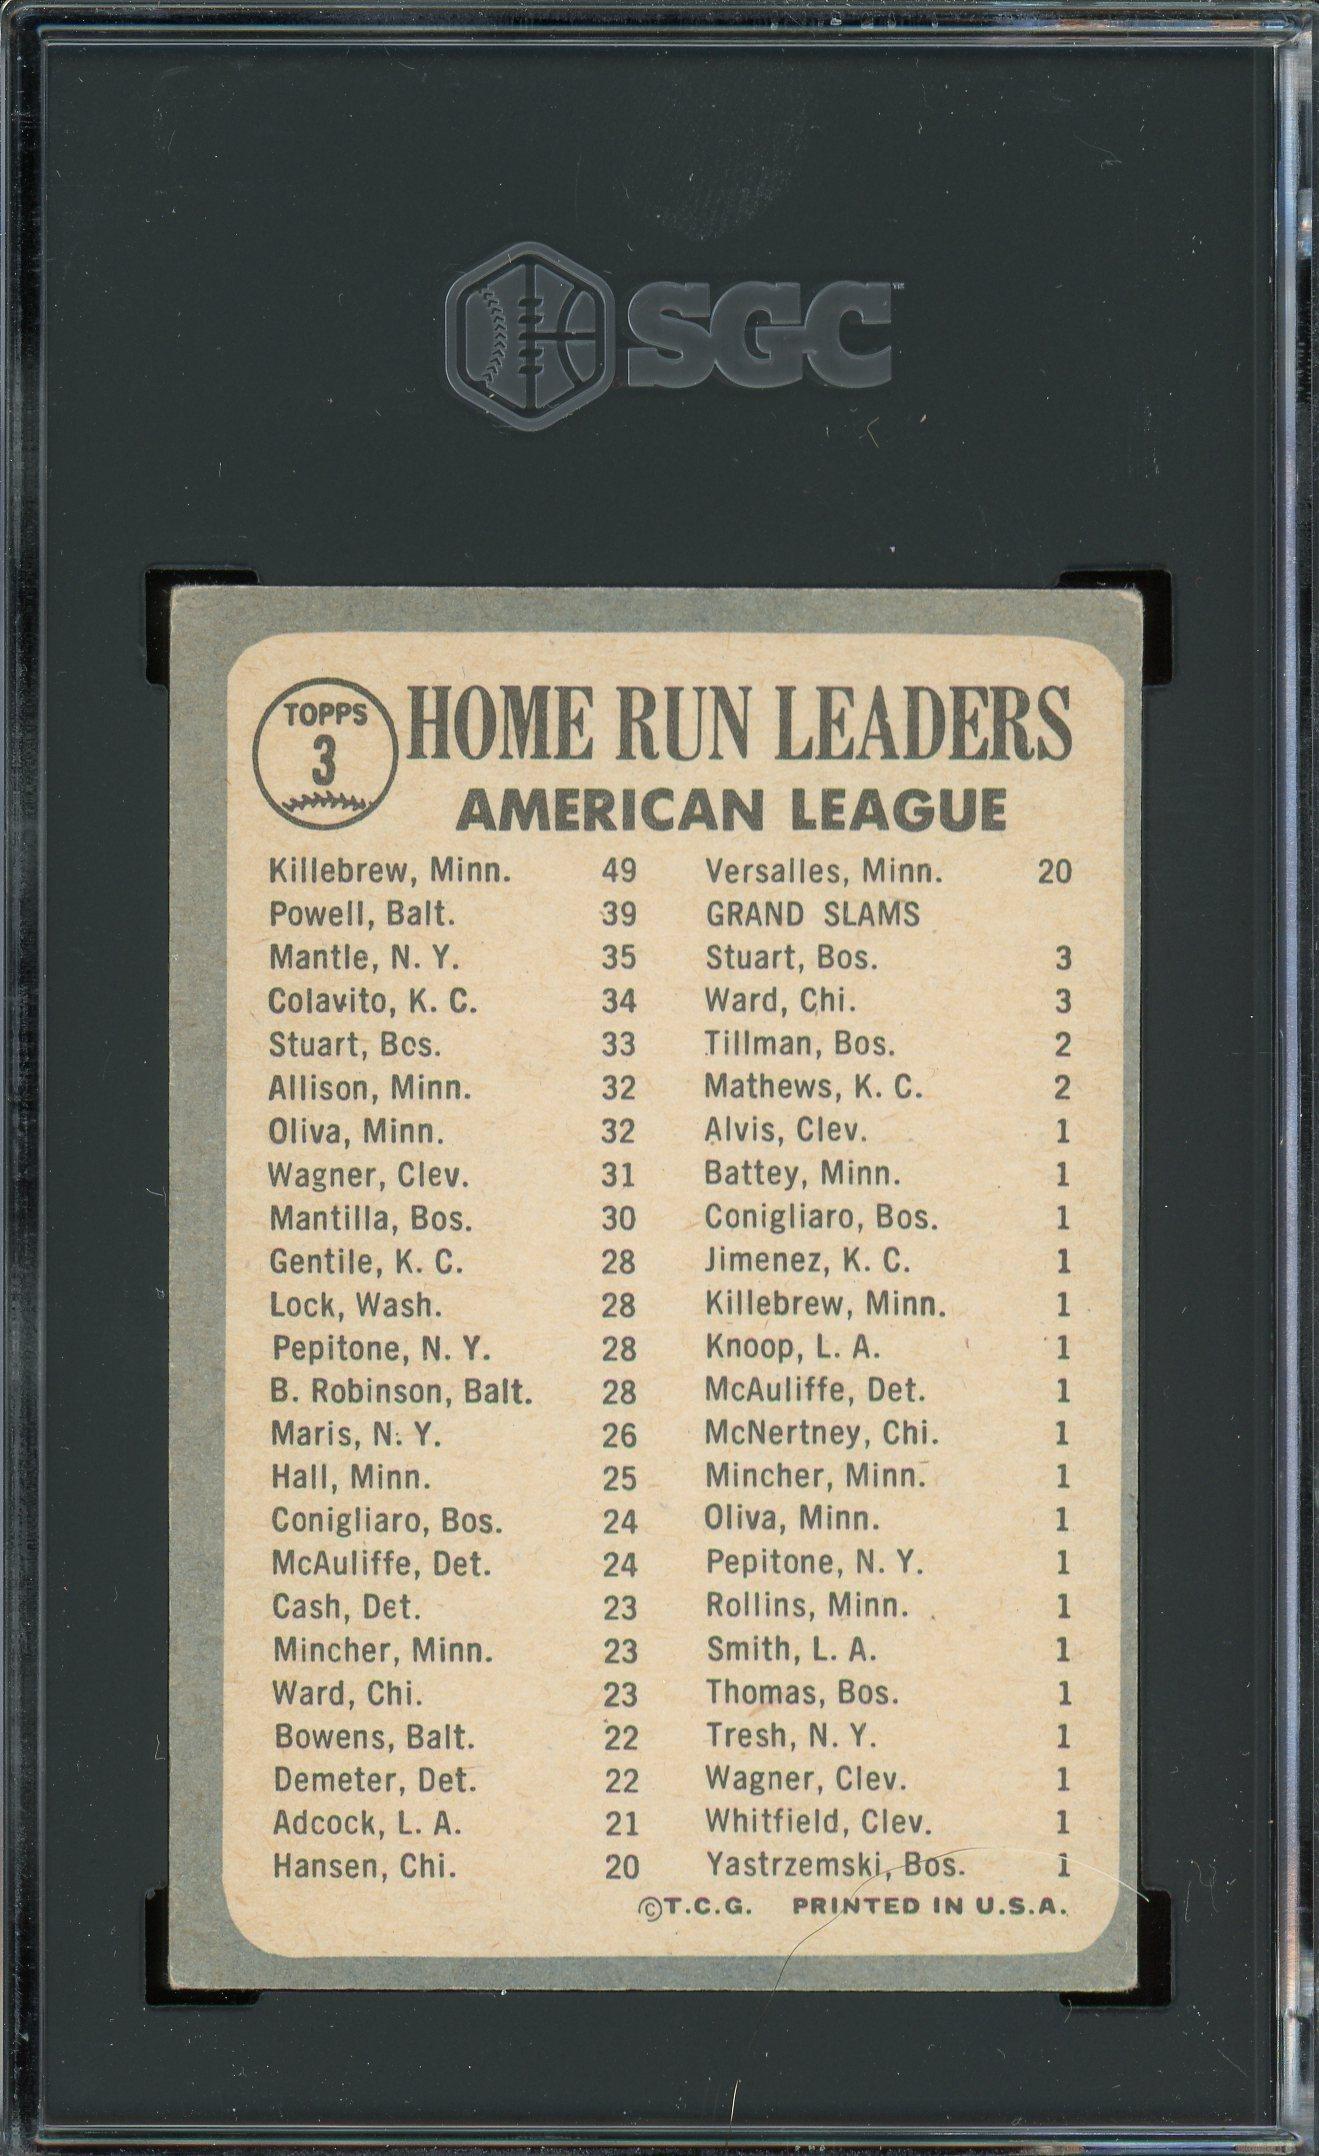 SGC™
TOPPS
3
HOME RUN LEADERS
AMERICAN LEAGUE
Killebrew, Minn. 49
Powell, Balt. 39
Mantle, N. Y. 35
Colavito, K. C. 34
Stuart, Bos. 33
Allison, Minn. 32
Oliva, Minn. 32
Wagner, Clev. 31
Mantilla, Bos. 30
Gentile, K. C. 28
Lock, Wash. 28
Pepitone, N. Y. 28
B. Robinson, Balt. 28
Maris, N. Y. 26
Hall, Minn. 25
Conigliaro, Bos. 24
McAuliffe, Det. 24
Cash, Det. 23
Mincher, Minn. 23
Ward, Chi. 23
Bowens, Balt. 22
Demeter, Det. 22
Adcock, L. A. 21
Hansen, Chi. 20
Versalles, Minn. 20
GRAND SLAMS
Stuart, Bos. 3
Ward, Chi. 3
Tillman, Bos. 2
Mathews, K. C. 2
Alvis, Clev. 1
Battey, Minn. 1
Conigliaro, Bos. 1
Jimenez, K. C. 1
Killebrew, Minn. 1
Knoop, L. A. 1
McAuliffe, Det. 1
McNertney, Chi. 1
Mincher, Minn. 1
Oliva, Minn. 1
Pepitone, N. Y. 1
Rollins, Minn. 1
Smith, L. A. 1
Thomas, Bos. 1
Tresh, N. Y. 1
Wagner, Clev. 1
Whitfield, Clev. 1
Yastrzemski, Bos. 1
©T.C.G. PRINTED IN U.S.A.